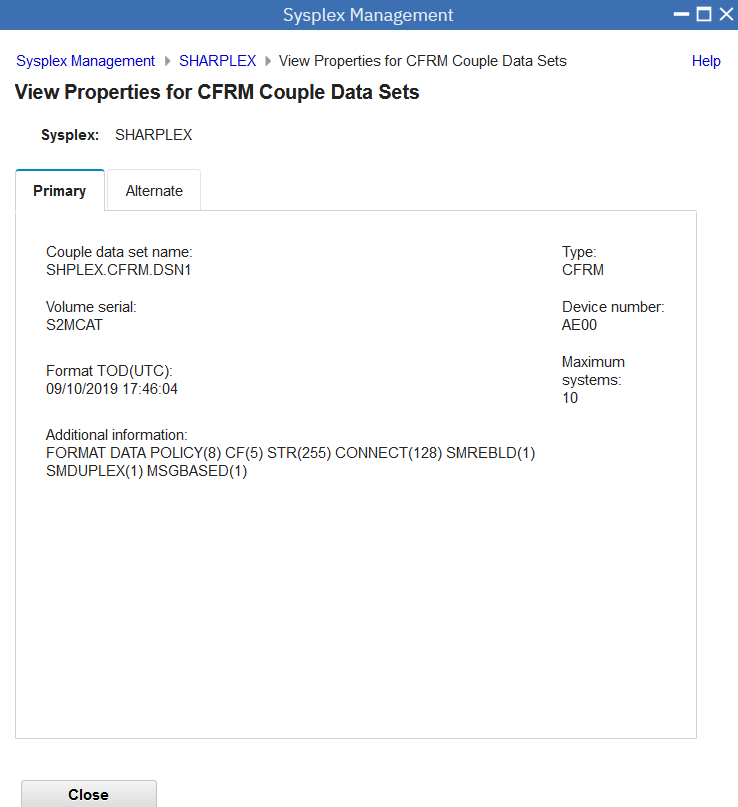 Sysplex Management
Sysplex Management SHARPLEX View Properties for CFRM Couple Data Sets Help
View Properties for CFRM Couple Data Sets
Sysplex: SHARPLEX
Primary Alternate
Couple data set name:
SHPLEX.CFRM.DSN1
Type:
CFRM
Volume serial:
S2MCAT
Device number:
AE00
Format TOD(UTC):
09/10/2019 17:46:04
Maximum
systems:
10
Additional information:
FORMAT DATA POLICY(8) CF(5) STR(255) CONNECT(128) SMREBLD(1)
SMDUPLEX(1) MSGBASED(1)
Close